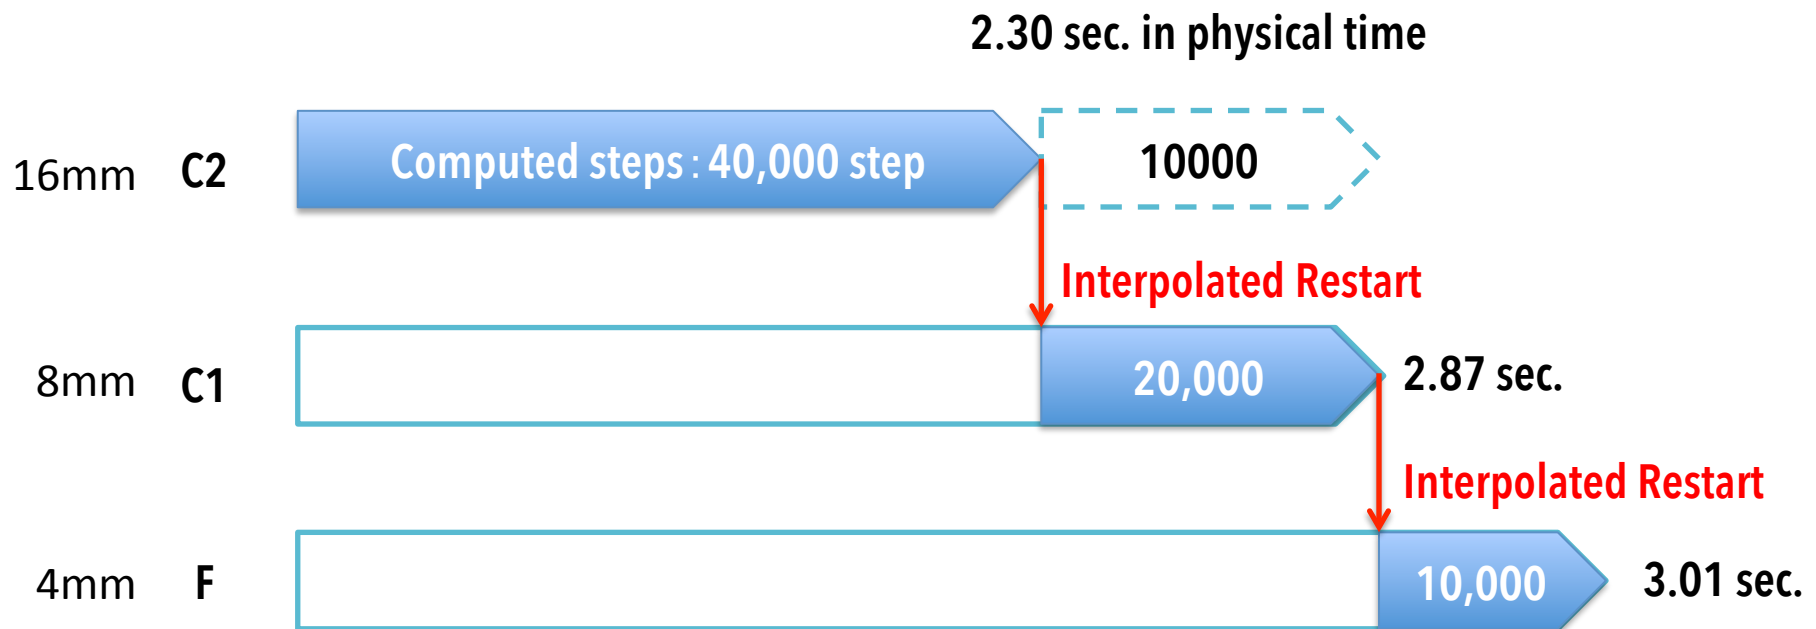 2.30 sec. in physical time
16mm C2 Computed steps : 40,000 step 10000
Interpolated Restart
8mm C1 20,000 2.87 sec.
Interpolated Restart
4mm F 10,000 3.01 sec.